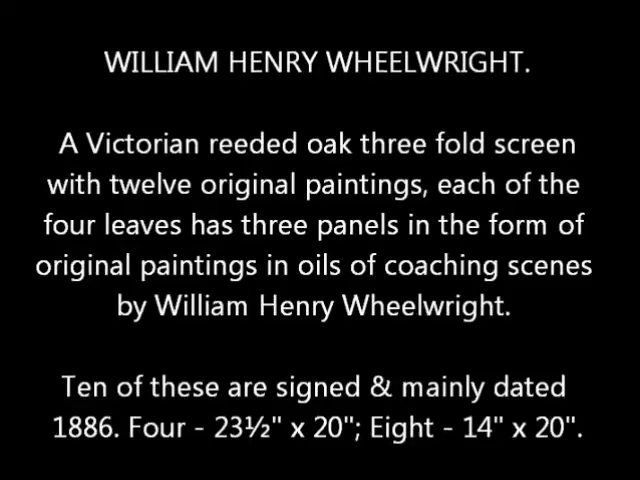 WILLIAM HENRY WHEELWRIGHT.
A Victorian reeded oak three fold screen
with twelve original paintings, each of the
four leaves has three panels in the form of
original paintings in oils of coaching scenes
by William Henry Wheelwright.
Ten of these are signed & mainly dated
1886. Four - 23½" x 20"; Eight - 14" x 20".